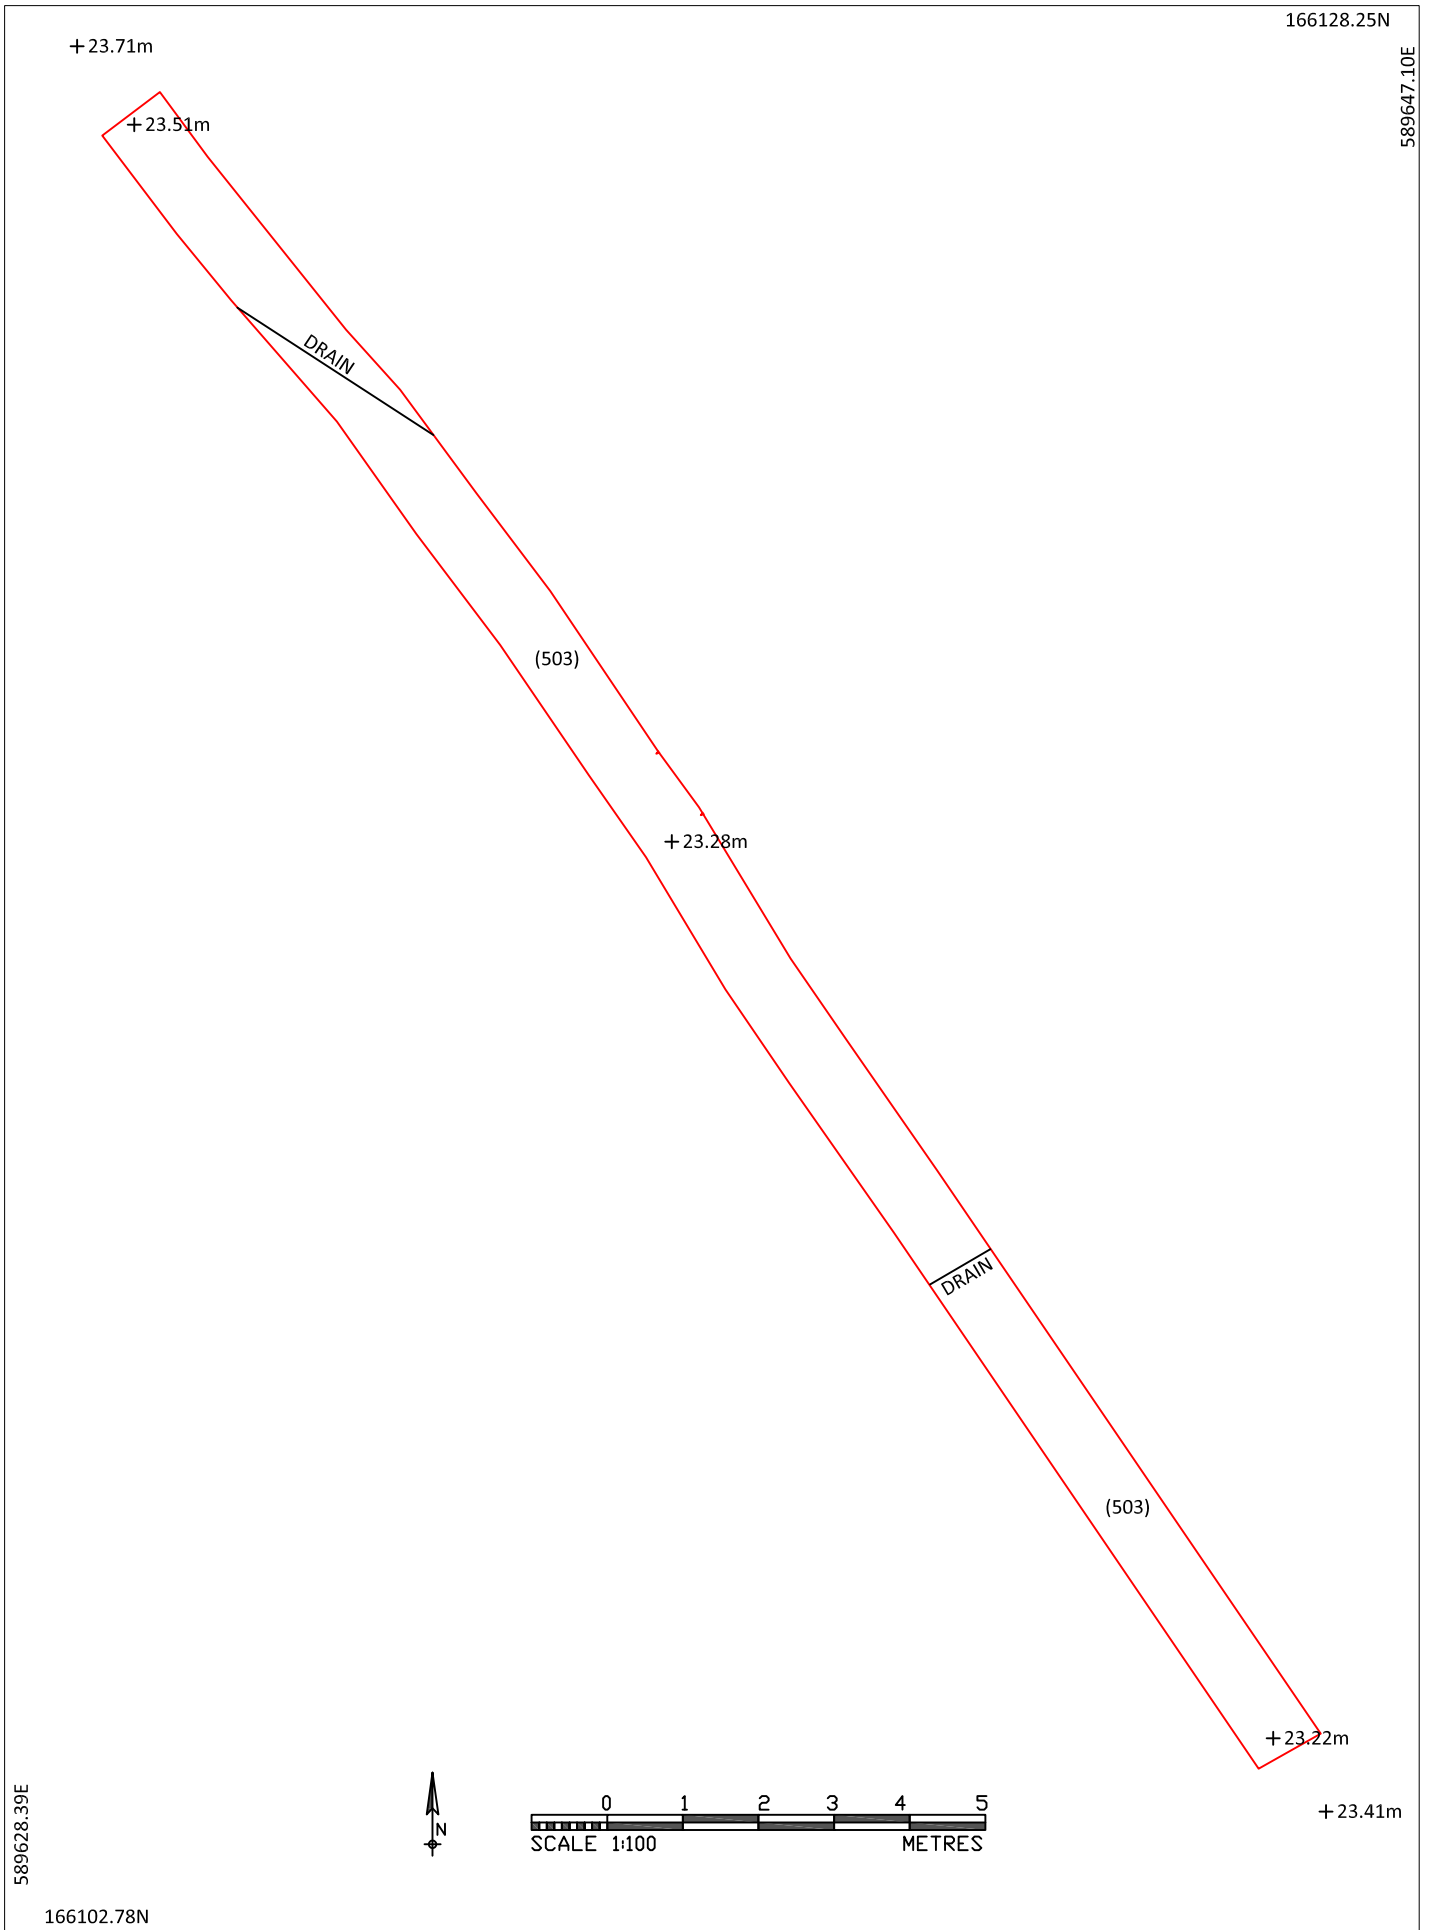 166128.25N
589647.10E
23.71m
23.51m
DRAIN
(503)
23.28m
DRAIN
(503)
23.22m
23.41m
0 1 2 3 4 5
SCALE 1:100 METRES
N
589628.39E
166102.78N